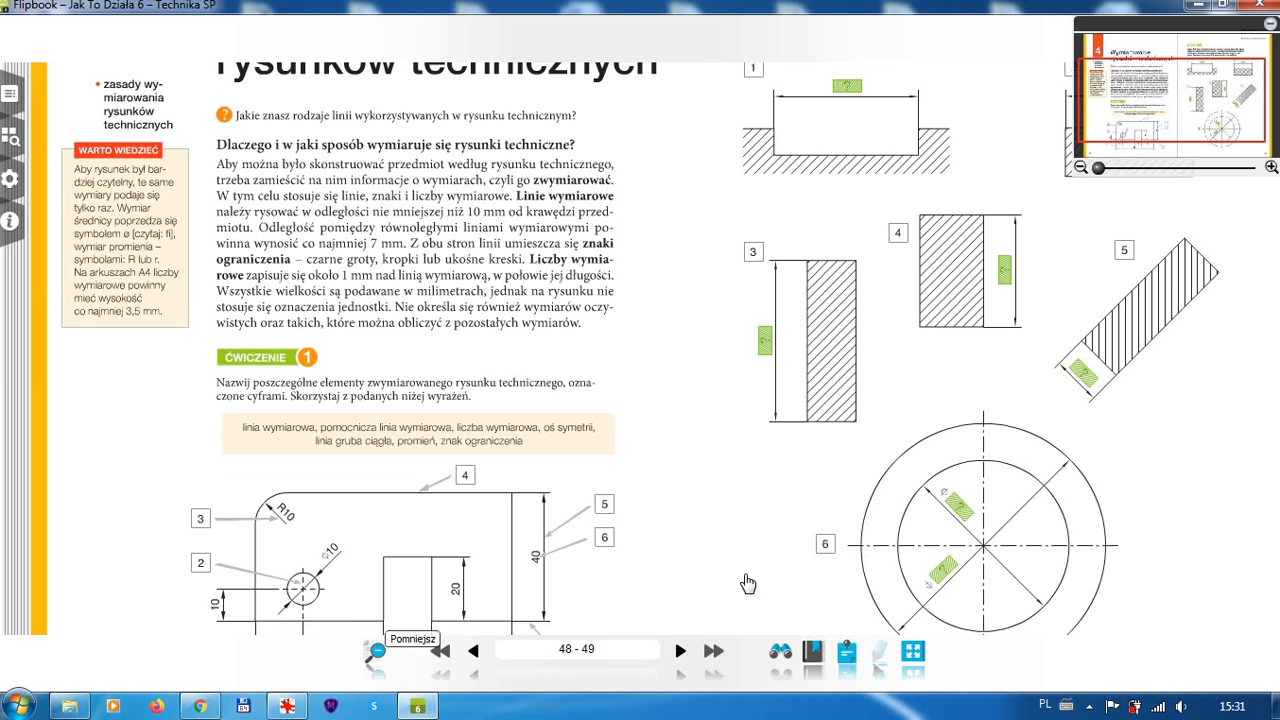 Flipbook - Jak To Działa 6 – Technika SP
rysunków technicznych
• zasady wy-
miarowania
rysunków
technicznych
WARTO WIEDZIEĆ
Aby rysunek był bar-
dziej czytelny, te same
wymiary podaje się
tylko raz. Wymiar
średnicy poprzedza się
symbolem ø [czytaj: fi],
wymiar promienia –
symbolami: R lub r.
Na arkuszach A4 liczby
wymiarowe powinny
mieć wysokość
co najmniej 3,5 mm.
? Jakie znasz rodzaje linii wykorzystywanych w rysunku technicznym?
Dlaczego i w jaki sposób wymiaruje się rysunki techniczne?
Aby można było skonstruować przedmiot według rysunku technicznego,
trzeba zamieścić na nim informacje o wymiarach, czyli go zwymiarować.
W tym celu stosuje się linie, znaki i liczby wymiarowe. Linie wymiarowe
należy rysować w odległości nie mniejszej niż 10 mm od krawędzi przed-
miotu. Odległość pomiędzy równoległymi liniami wymiarowymi po-
winna wynosić co najmniej 7 mm. Z obu stron linii umieszcza się znaki
ograniczenia – czarne groty, kropki lub ukośne kreski. Liczby wymia-
rowe zapisuje się około 1 mm nad linią wymiarową, w połowie jej długości.
Wszystkie wielkości są podawane w milimetrach, jednak na rysunku nie
stosuje się oznaczenia jednostki. Nie określa się również wymiarów oczy-
wistych oraz takich, które można obliczyć z pozostałych wymiarów.
ĆWICZENIE 1
Nazwij poszczególne elementy zwymiarowanego rysunku technicznego, ozna-
czone cyframi. Skorzystaj z podanych niżej wyrażeń.
linia wymiarowa, pomocnicza linia wymiarowa, liczba wymiarowa, oś symetrii,
linia gruba ciągła, promień, znak ograniczenia
4
3
R10
5
6
2
ø10
40
20
10
1
?
3
?
4
?
5
?
6
ø ?
ø ?
4
Pomniejsz
48 - 49
6
PL
15:31